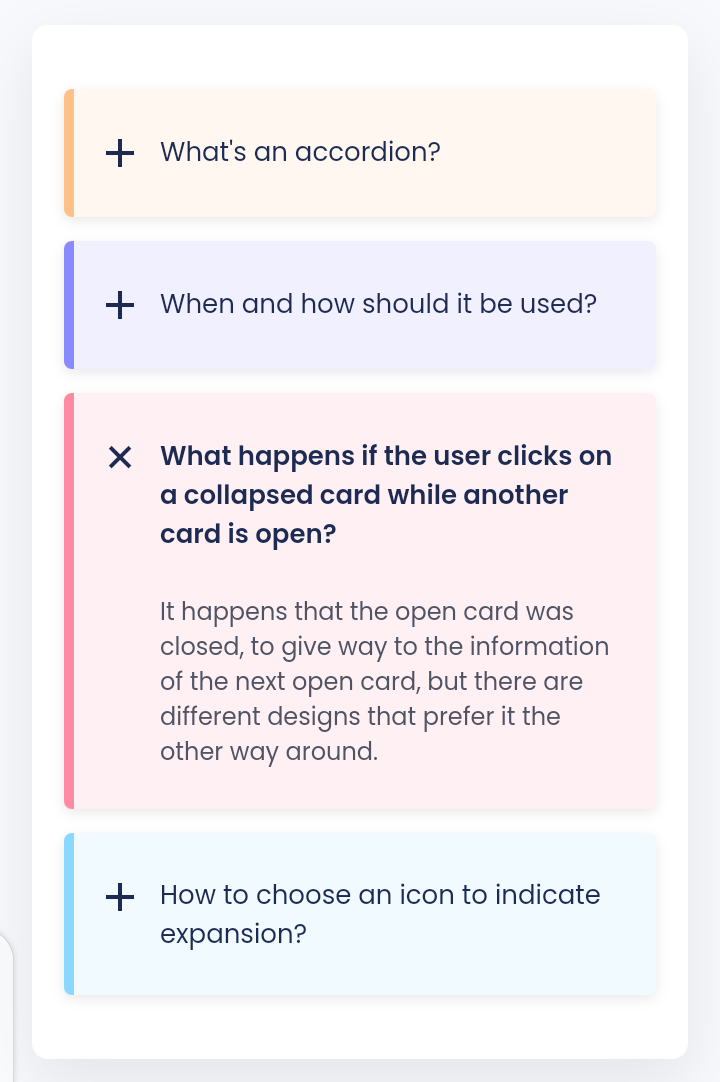 What's an accordion?
When and how should it be used?
What happens if the user clicks on
a collapsed card while another
card is open?
It happens that the open card was
closed, to give way to the information
of the next open card, but there are
different designs that prefer it the
other way around.
How to choose an icon to indicate
expansion?